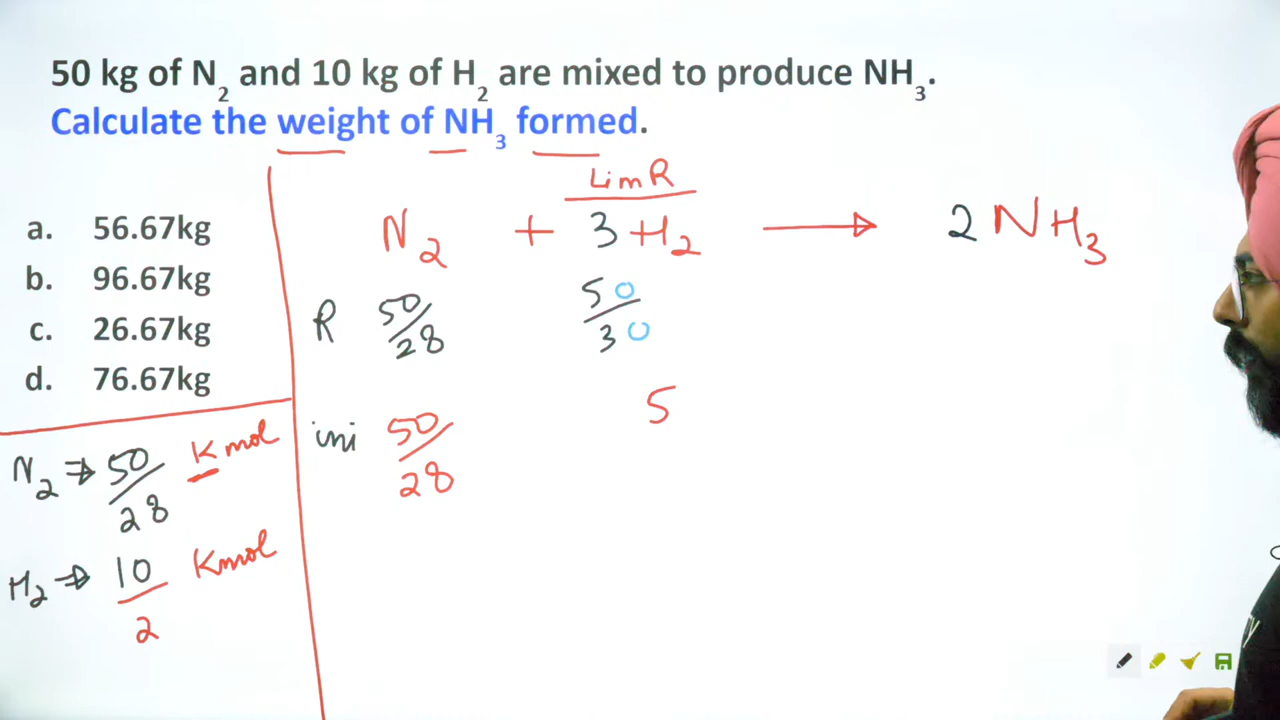 50 kg of N2 and 10 kg of H2 are mixed to produce NH3.
Calculate the weight of NH3 formed.
a. 56.67kg
b. 96.67kg
c. 26.67kg
d. 76.67kg
N2 ⇒ 50/28 Kmol
H2 ⇒ 10/2 Kmol
LimR
N2 + 3H2 → 2NH3
R 50/28 50/30
ini 50/28 5